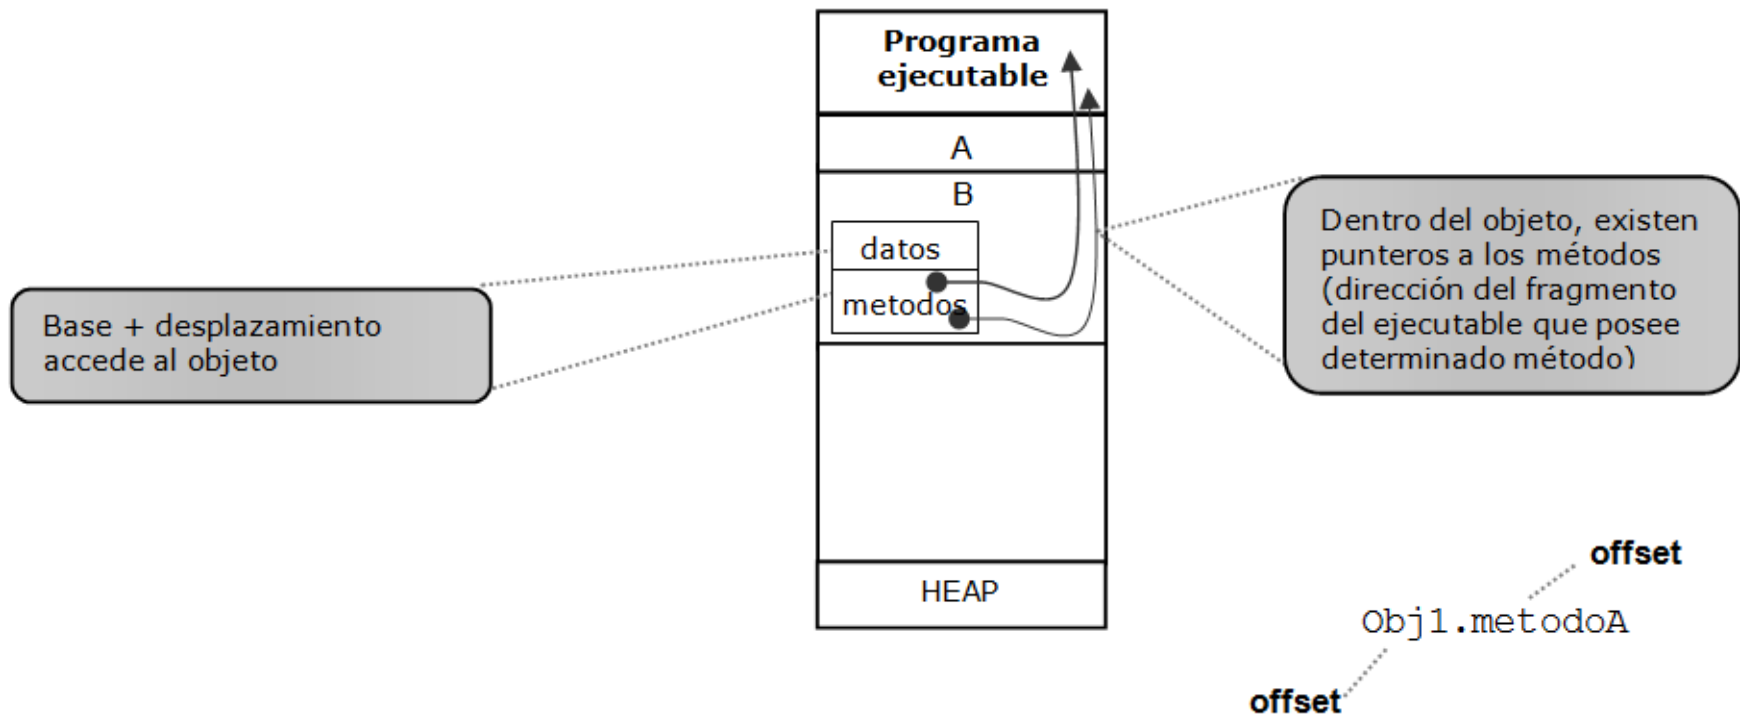 Programa
ejecutable
A
B
datos
metodos
HEAP
Base + desplazamiento
accede al objeto
Dentro del objeto, existen
punteros a los métodos
(dirección del fragmento
del ejecutable que posee
determinado método)
offset
Obj1.metodoA
offset